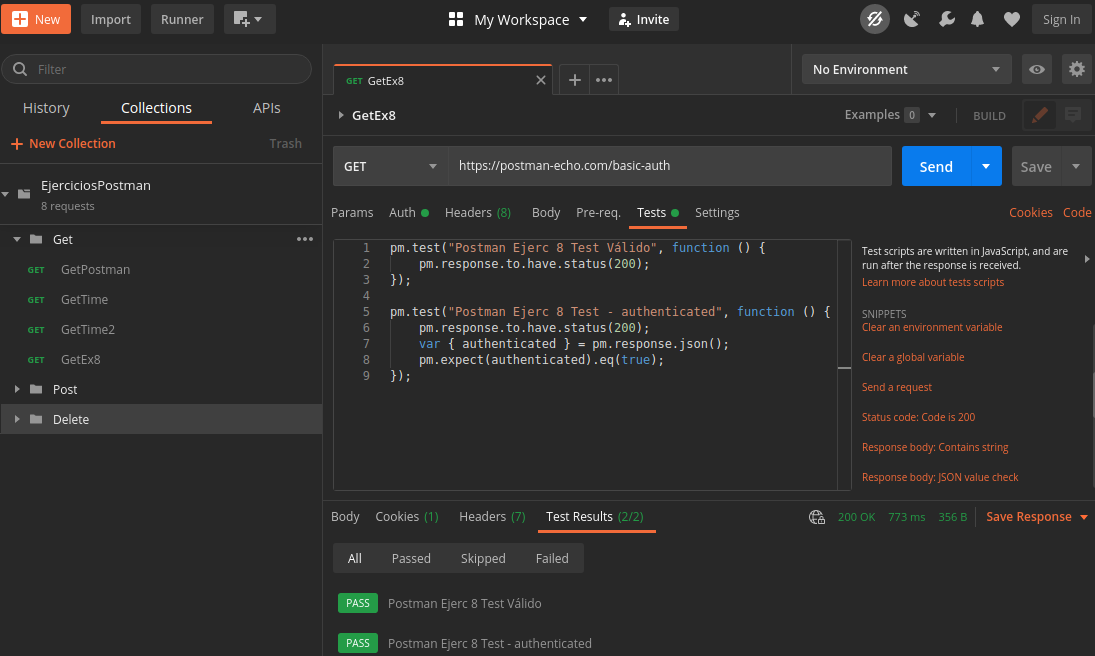 New Import Runner My Workspace Invite Sign In
Filter
History Collections APIs
New Collection Trash
EjerciciosPostman
8 requests
Get
GET GetPostman
GET GetTime
GET GetTime2
GET GetEx8
Post
Delete
GET GetEx8
No Environment
GetEx8
Examples 0 BUILD
GET https://postman-echo.com/basic-auth Send Save
Params Auth Headers (8) Body Pre-req. Tests Settings Cookies Code
1 pm.test("Postman Ejerc 8 Test Válido", function () {
2 pm.response.to.have.status(200);
3 });
4
5 pm.test("Postman Ejerc 8 Test - authenticated", function () {
6 pm.response.to.have.status(200);
7 var { authenticated } = pm.response.json();
8 pm.expect(authenticated).eq(true);
9 });
Test scripts are written in JavaScript, and are
run after the response is received.
Learn more about tests scripts
SNIPPETS
Clear an environment variable
Clear a global variable
Send a request
Status code: Code is 200
Response body: Contains string
Response body: JSON value check
Body Cookies (1) Headers (7) Test Results (2/2) 200 OK 773 ms 356 B Save Response
All Passed Skipped Failed
PASS Postman Ejerc 8 Test Válido
PASS Postman Ejerc 8 Test - authenticated